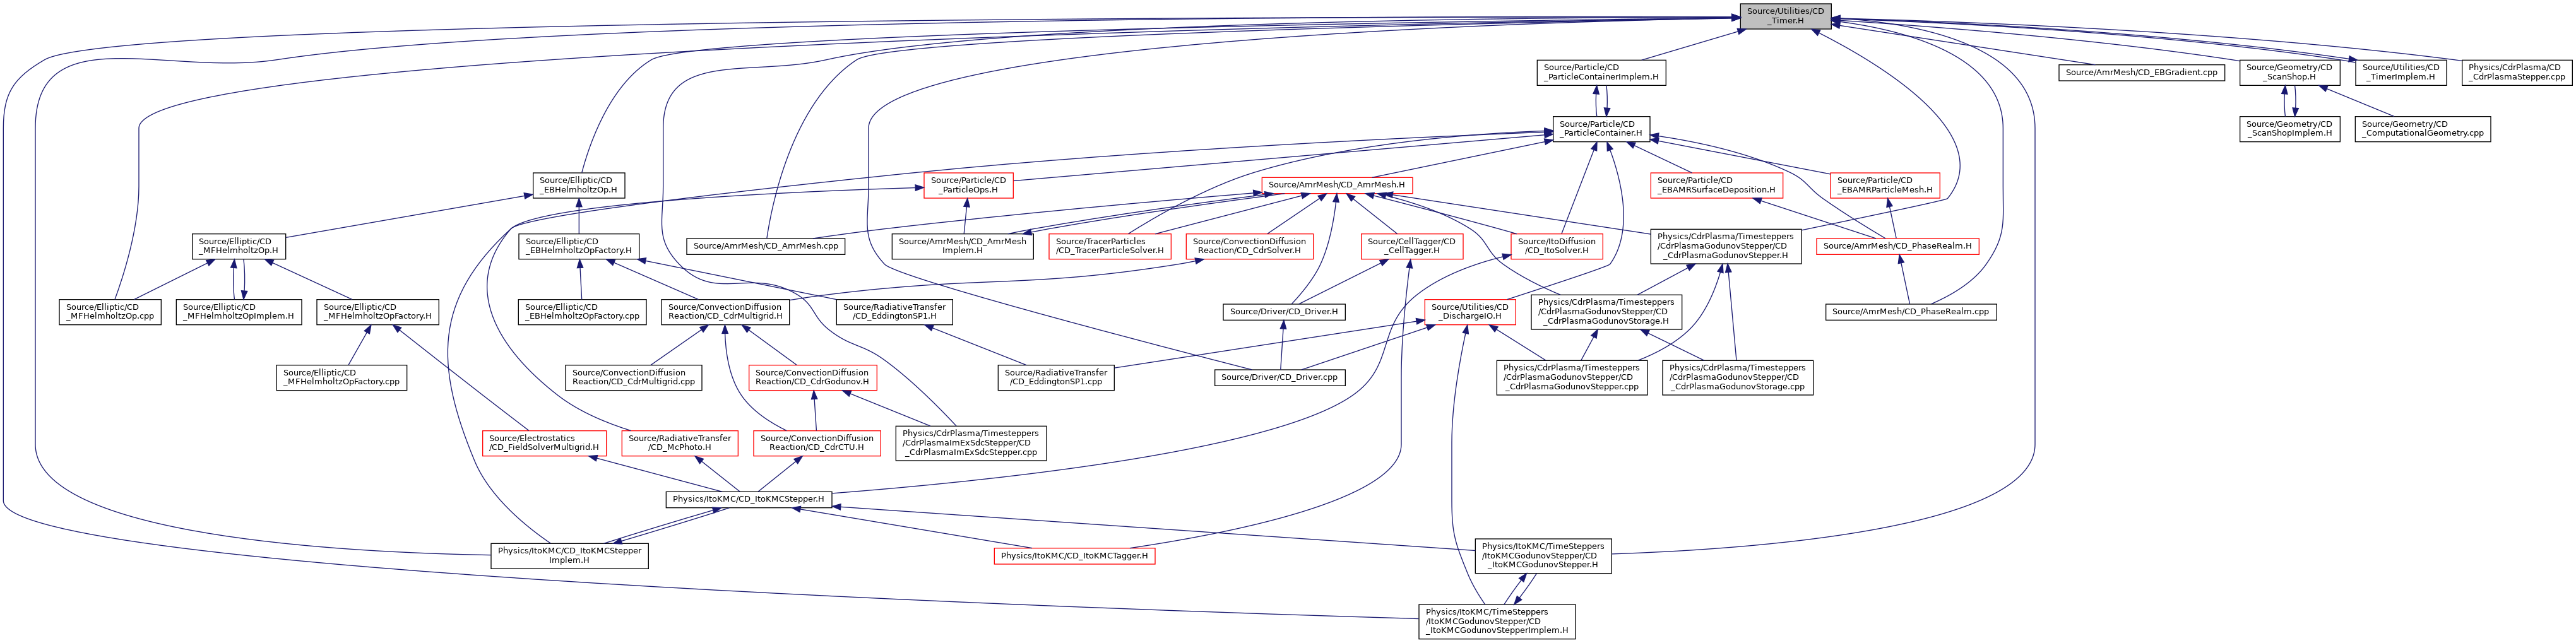 Source/Utilities/CD
_Timer.H
Source/Particle/CD
_ParticleContainerImplem.H
Source/AmrMesh/CD_EBGradient.cpp
Source/Geometry/CD
_ScanShop.H
Source/Utilities/CD
_TimerImplem.H
Physics/CdrPlasma/CD
_CdrPlasmaStepper.cpp
Source/Particle/CD
_ParticleContainer.H
Source/Geometry/CD
_ScanShopImplem.H
Source/Geometry/CD
_ComputationalGeometry.cpp
Source/Elliptic/CD
_EBHelmholtzOp.H
Source/Particle/CD
_ParticleOps.H
Source/AmrMesh/CD_AmrMesh.H
Source/Particle/CD
_EBAMRSurfaceDeposition.H
Source/Particle/CD
_EBAMRParticleMesh.H
Source/Elliptic/CD
_MFHelmholtzOp.H
Source/Elliptic/CD
_EBHelmholtzOpFactory.H
Source/AmrMesh/CD_AmrMesh.cpp
Source/AmrMesh/CD_AmrMesh
Implem.H
Source/TracerParticles
/CD_TracerParticleSolver.H
Source/ConvectionDiffusion
Reaction/CD_CdrSolver.H
Source/CellTagger/CD
_CellTagger.H
Source/ItoDiffusion
/CD_ItoSolver.H
Physics/CdrPlasma/Timesteppers
/CdrPlasmaGodunovStepper/CD
_CdrPlasmaGodunovStepper.H
Source/AmrMesh/CD_PhaseRealm.H
Source/Elliptic/CD
_MFHelmholtzOp.cpp
Source/Elliptic/CD
_MFHelmholtzOpImplem.H
Source/Elliptic/CD
_MFHelmholtzOpFactory.H
Source/Elliptic/CD
_EBHelmholtzOpFactory.cpp
Source/ConvectionDiffusion
Reaction/CD_CdrMultigrid.H
Source/RadiativeTransfer
/CD_EddingtonSP1.H
Source/Driver/CD_Driver.H
Source/Utilities/CD
_DischargeIO.H
Physics/CdrPlasma/Timesteppers
/CdrPlasmaGodunovStepper/CD
_CdrPlasmaGodunovStorage.H
Source/AmrMesh/CD_PhaseRealm.cpp
Source/Elliptic/CD
_MFHelmholtzOpFactory.cpp
Source/ConvectionDiffusion
Reaction/CD_CdrMultigrid.cpp
Source/ConvectionDiffusion
Reaction/CD_CdrGodunov.H
Source/RadiativeTransfer
/CD_EddingtonSP1.cpp
Source/Driver/CD_Driver.cpp
Physics/CdrPlasma/Timesteppers
/CdrPlasmaGodunovStepper/CD
_CdrPlasmaGodunovStepper.cpp
Physics/CdrPlasma/Timesteppers
/CdrPlasmaGodunovStepper/CD
_CdrPlasmaGodunovStorage.cpp
Source/Electrostatics
/CD_FieldSolverMultigrid.H
Source/RadiativeTransfer
/CD_McPhoto.H
Source/ConvectionDiffusion
Reaction/CD_CdrCTU.H
Physics/CdrPlasma/Timesteppers
/CdrPlasmaImExSdcStepper/CD
_CdrPlasmaImExSdcStepper.cpp
Physics/ItoKMC/CD_ItoKMCStepper.H
Physics/ItoKMC/CD_ItoKMCStepper
Implem.H
Physics/ItoKMC/CD_ItoKMCTagger.H
Physics/ItoKMC/TimeSteppers
/ItoKMCGodunovStepper/CD
_ItoKMCGodunovStepper.H
Physics/ItoKMC/TimeSteppers
/ItoKMCGodunovStepper/CD
_ItoKMCGodunovStepperImplem.H